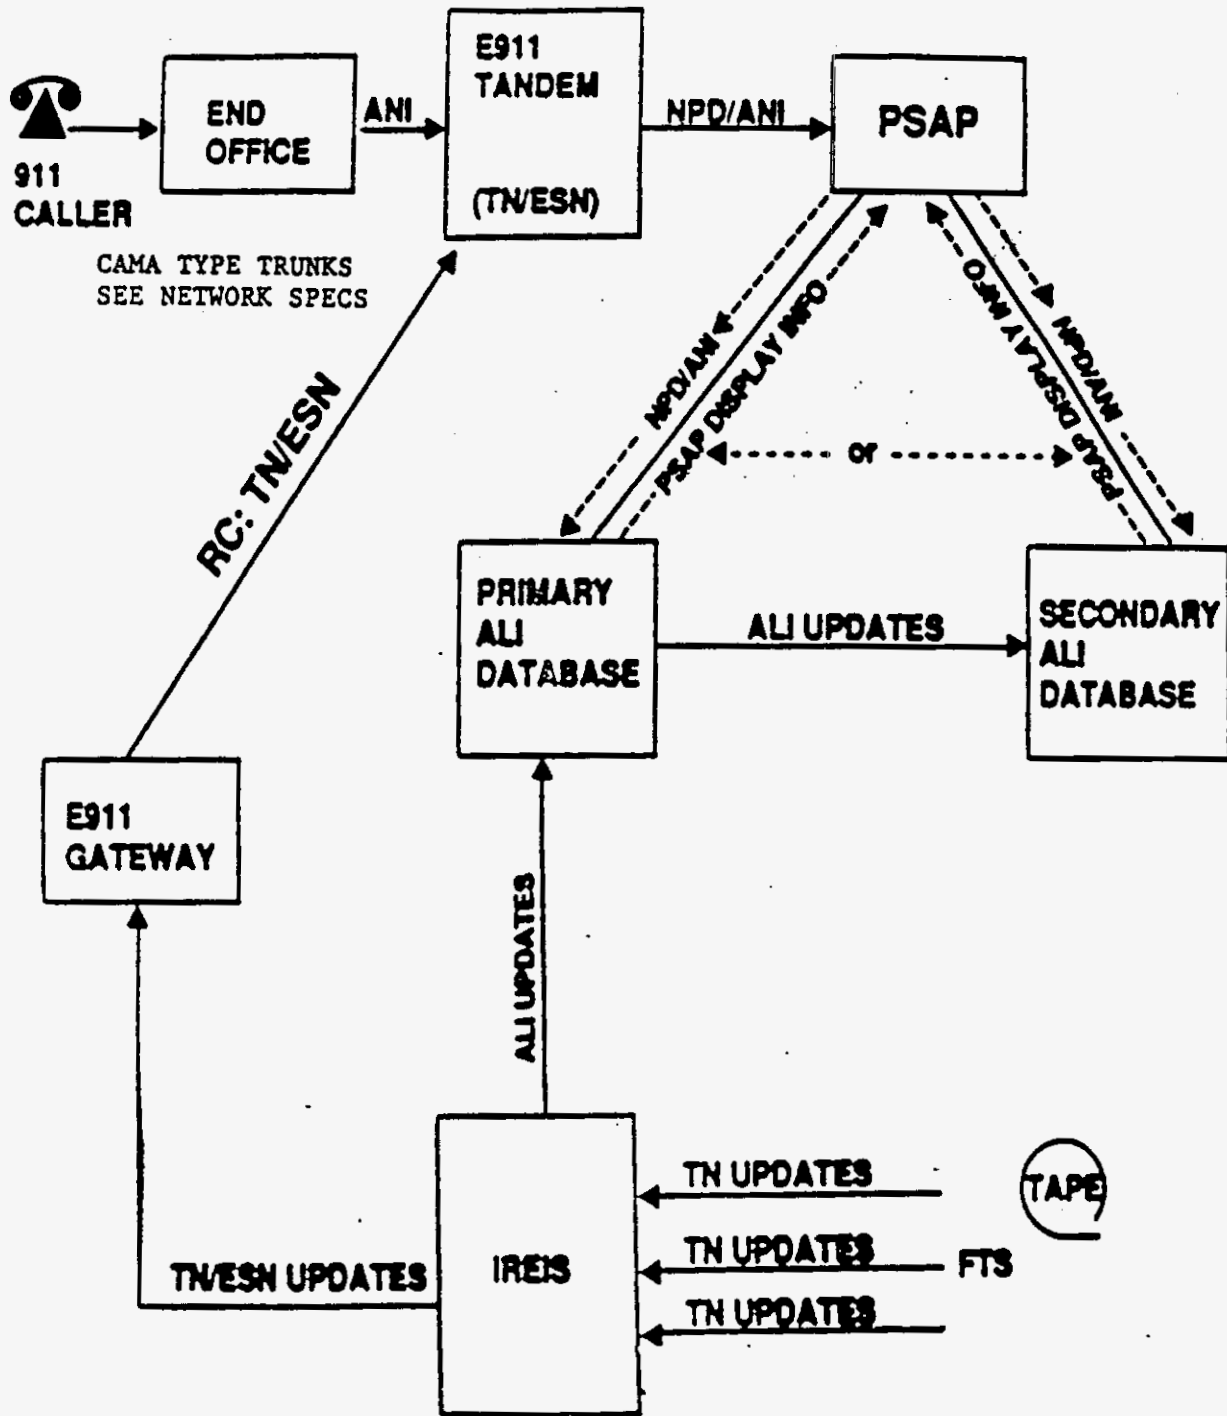 E911
TANDEM
(TN/ESN)
END
OFFICE
ANI
NPD/ANI
PSAP
911
CALLER
CAMA TYPE TRUNKS
SEE NETWORK SPECS
RC: TN/ESN
NPD/ANI
PSAP DISPLAY INFO
or
PSAP DISPLAY INFO
NPD/ANI
PRIMARY
ALI
DATABASE
ALI UPDATES
SECONDARY
ALI
DATABASE
E911
GATEWAY
ALI UPDATES
TN UPDATES
TAPE
IREIS
TN UPDATES
FTS
TN/ESN UPDATES
TN UPDATES